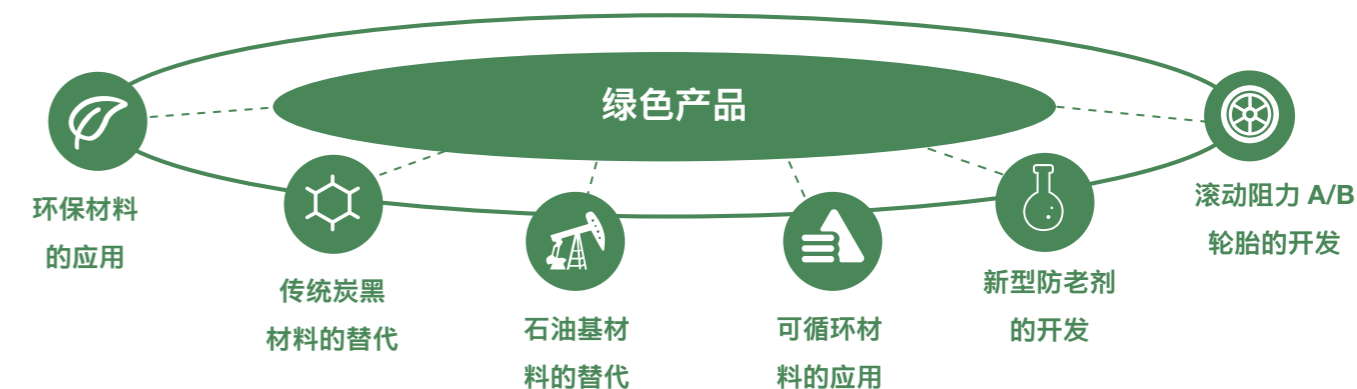 绿色产品
环保材料
的应用
传统炭黑
材料的替代
石油基材
料的替代
可循环材
料的应用
新型防老剂
的开发
滚动阻力 A/B
轮胎的开发